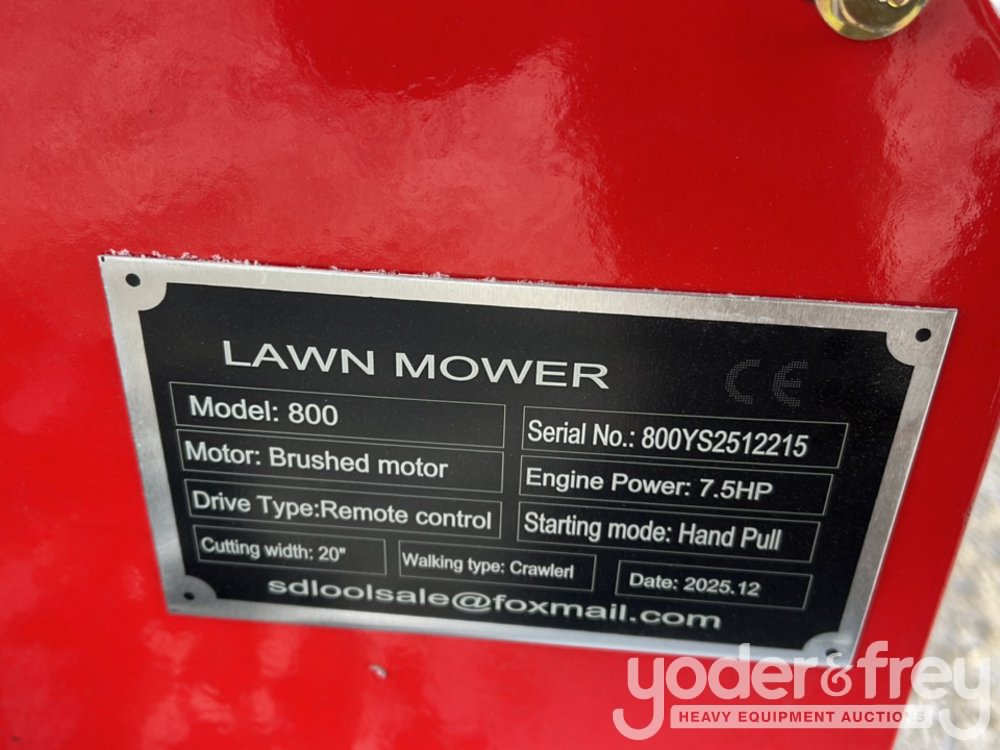 LAWN MOWER
CE
Model: 800
Serial No.: 800YS2512215
Motor: Brushed motor
Engine Power: 7.5HP
Drive Type:Remote control
Starting mode: Hand Pull
Cutting width: 20"
Walking type: Crawlerl
Date: 2025.12
sdloolsale@foxmail.com
yoder&frey
HEAVY EQUIPMENT AUCTIONS